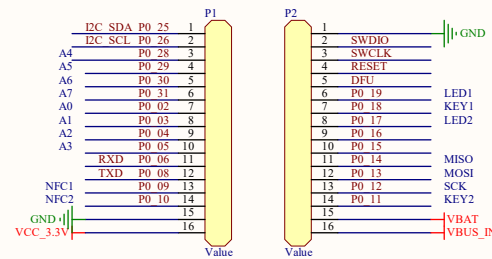 P1 P2
I2C SDA P0_25 1 1 GND
I2C SCL P0_26 2 2 SWDIO
A4 P0_28 3 3 SWCLK
A5 P0_29 4 4 RESET
A6 P0_30 5 5 DFU
A7 P0_31 6 6 P0_19 LED1
A0 P0_02 7 7 P0_18 KEY1
A1 P0_03 8 8 P0_17 LED2
A2 P0_04 9 9 P0_16
A3 P0_05 10 10 P0_15
RXD P0_06 11 11 P0_14 MISO
TXD P0_08 12 12 P0_13 MOSI
NFC1 P0_09 13 13 P0_12 SCK
NFC2 P0_10 14 14 P0_11 KEY2
GND 15 15 VBAT
VCC_3.3V 16 16 VBUS_IN
Value Value